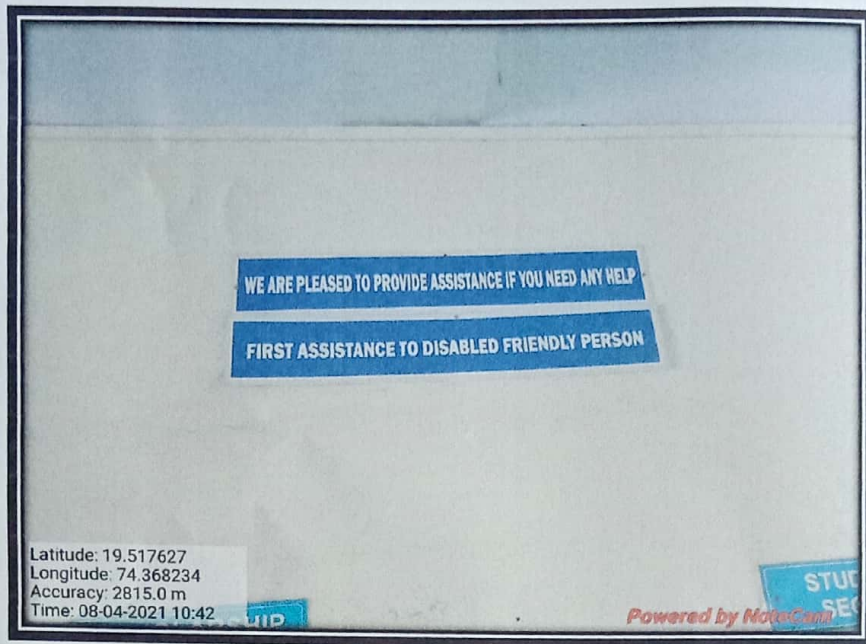 WE ARE PLEASED TO PROVIDE ASSISTANCE IF YOU NEED ANY HELP
FIRST ASSISTANCE TO DISABLED FRIENDLY PERSON
Latitude: 19.517627
Longitude: 74.368234
Accuracy: 2815.0 m
Time: 08-04-2021 10:42
Powered by NoteCam